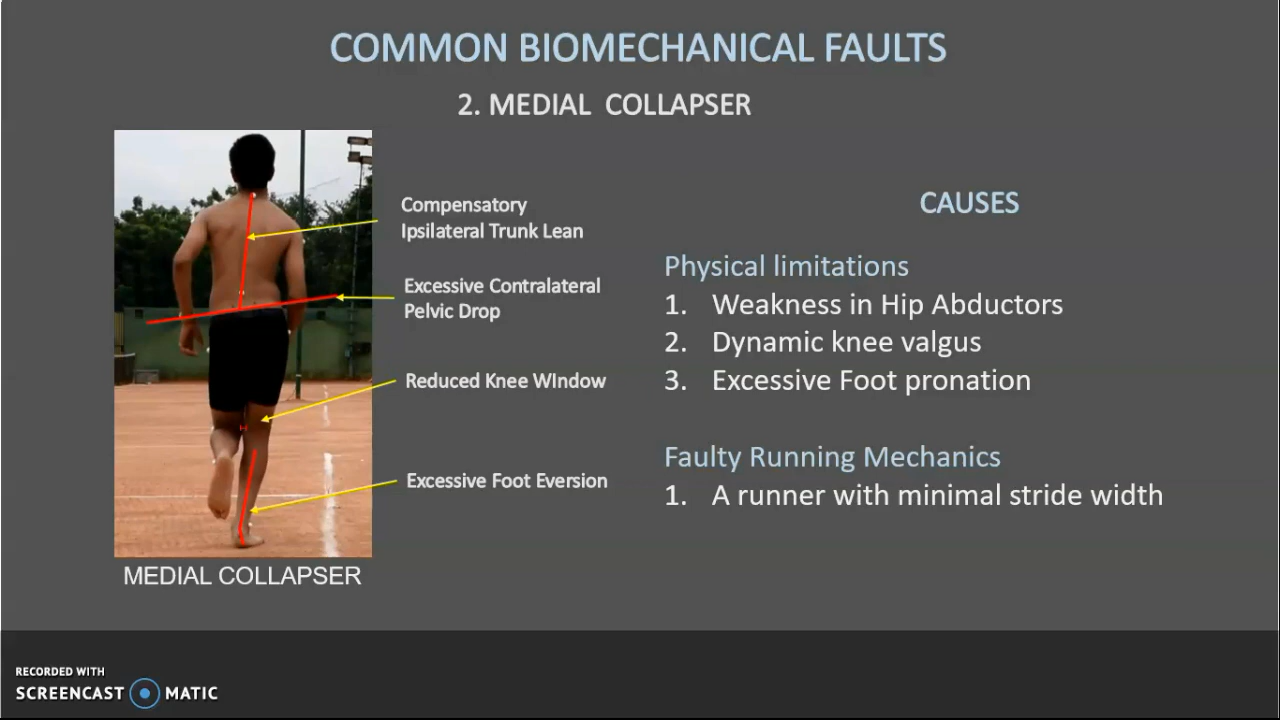 COMMON BIOMECHANICAL FAULTS
2. MEDIAL COLLAPSER
Compensatory
Ipsilateral Trunk Lean
Excessive Contralateral
Pelvic Drop
Reduced Knee WIndow
Excessive Foot Eversion
MEDIAL COLLAPSER
CAUSES
Physical limitations
1. Weakness in Hip Abductors
2. Dynamic knee valgus
3. Excessive Foot pronation
Faulty Running Mechanics
1. A runner with minimal stride width
RECORDED WITH
SCREENCAST MATIC